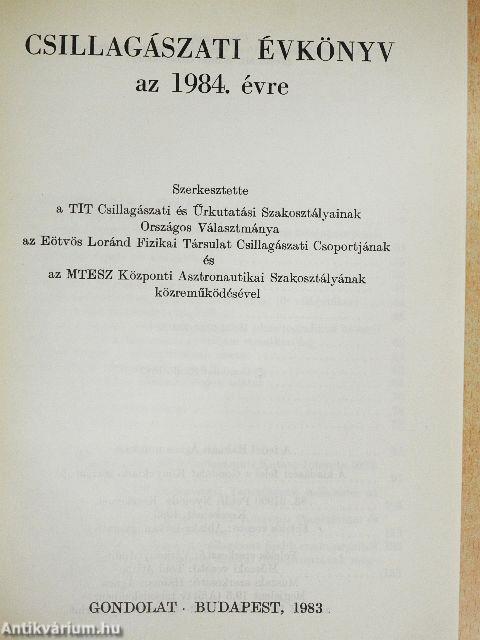 CSILLAGÁSZATI ÉVKÖNYV
az 1984. évre
Szerkesztette
a TIT Csillagászati és Űrkutatási Szakosztályainak
Országos Választmánya
az Eötvös Loránd Fizikai Társulat Csillagászati Csoportjának
és
az MTESZ Központi Asztronautikai Szakosztályának
közreműködésével
GONDOLAT · BUDAPEST, 1983
Antikvárium.hu